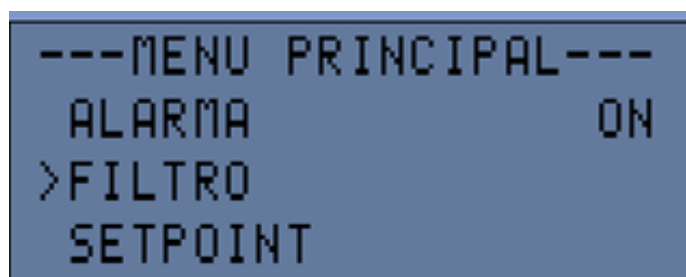 ---MENU PRINCIPAL---
ALARMA ON
>FILTRO
SETPOINT